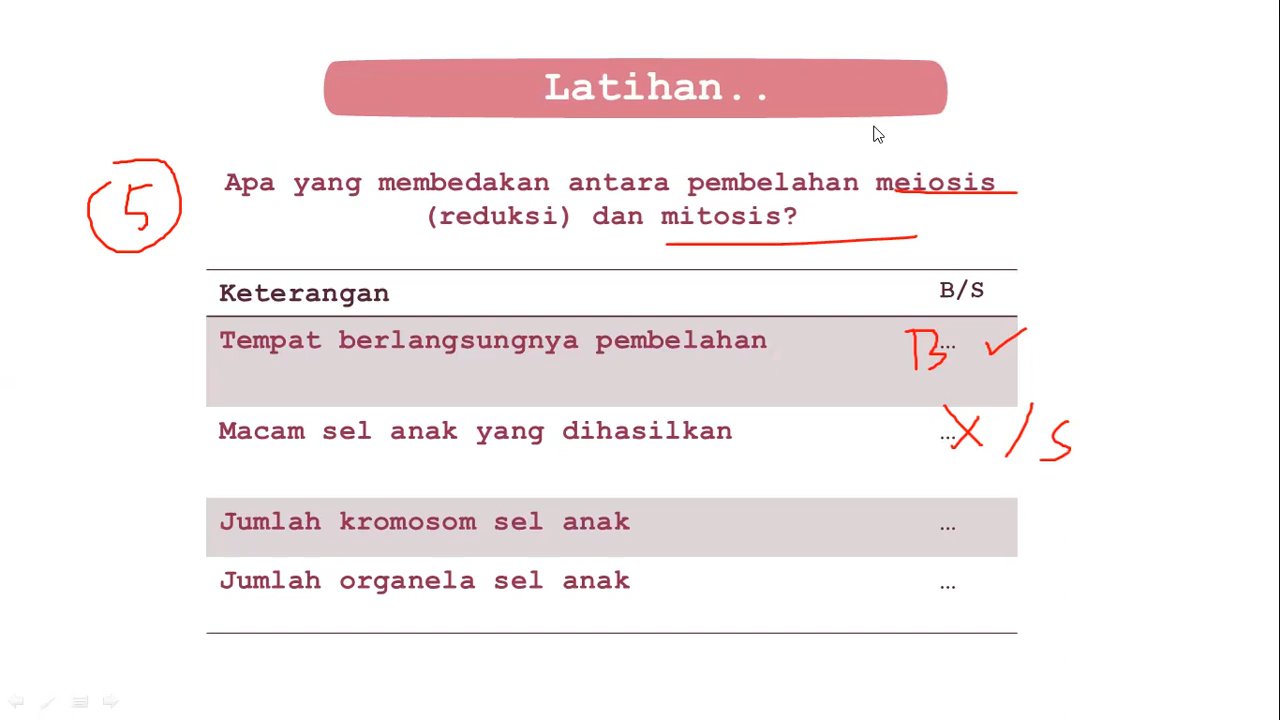 Latihan..
5
Apa yang membedakan antara pembelahan meiosis
(reduksi) dan mitosis?
Keterangan B/S
Tempat berlangsungnya pembelahan B... ✓
Macam sel anak yang dihasilkan ...X / S
Jumlah kromosom sel anak ...
Jumlah organela sel anak ...